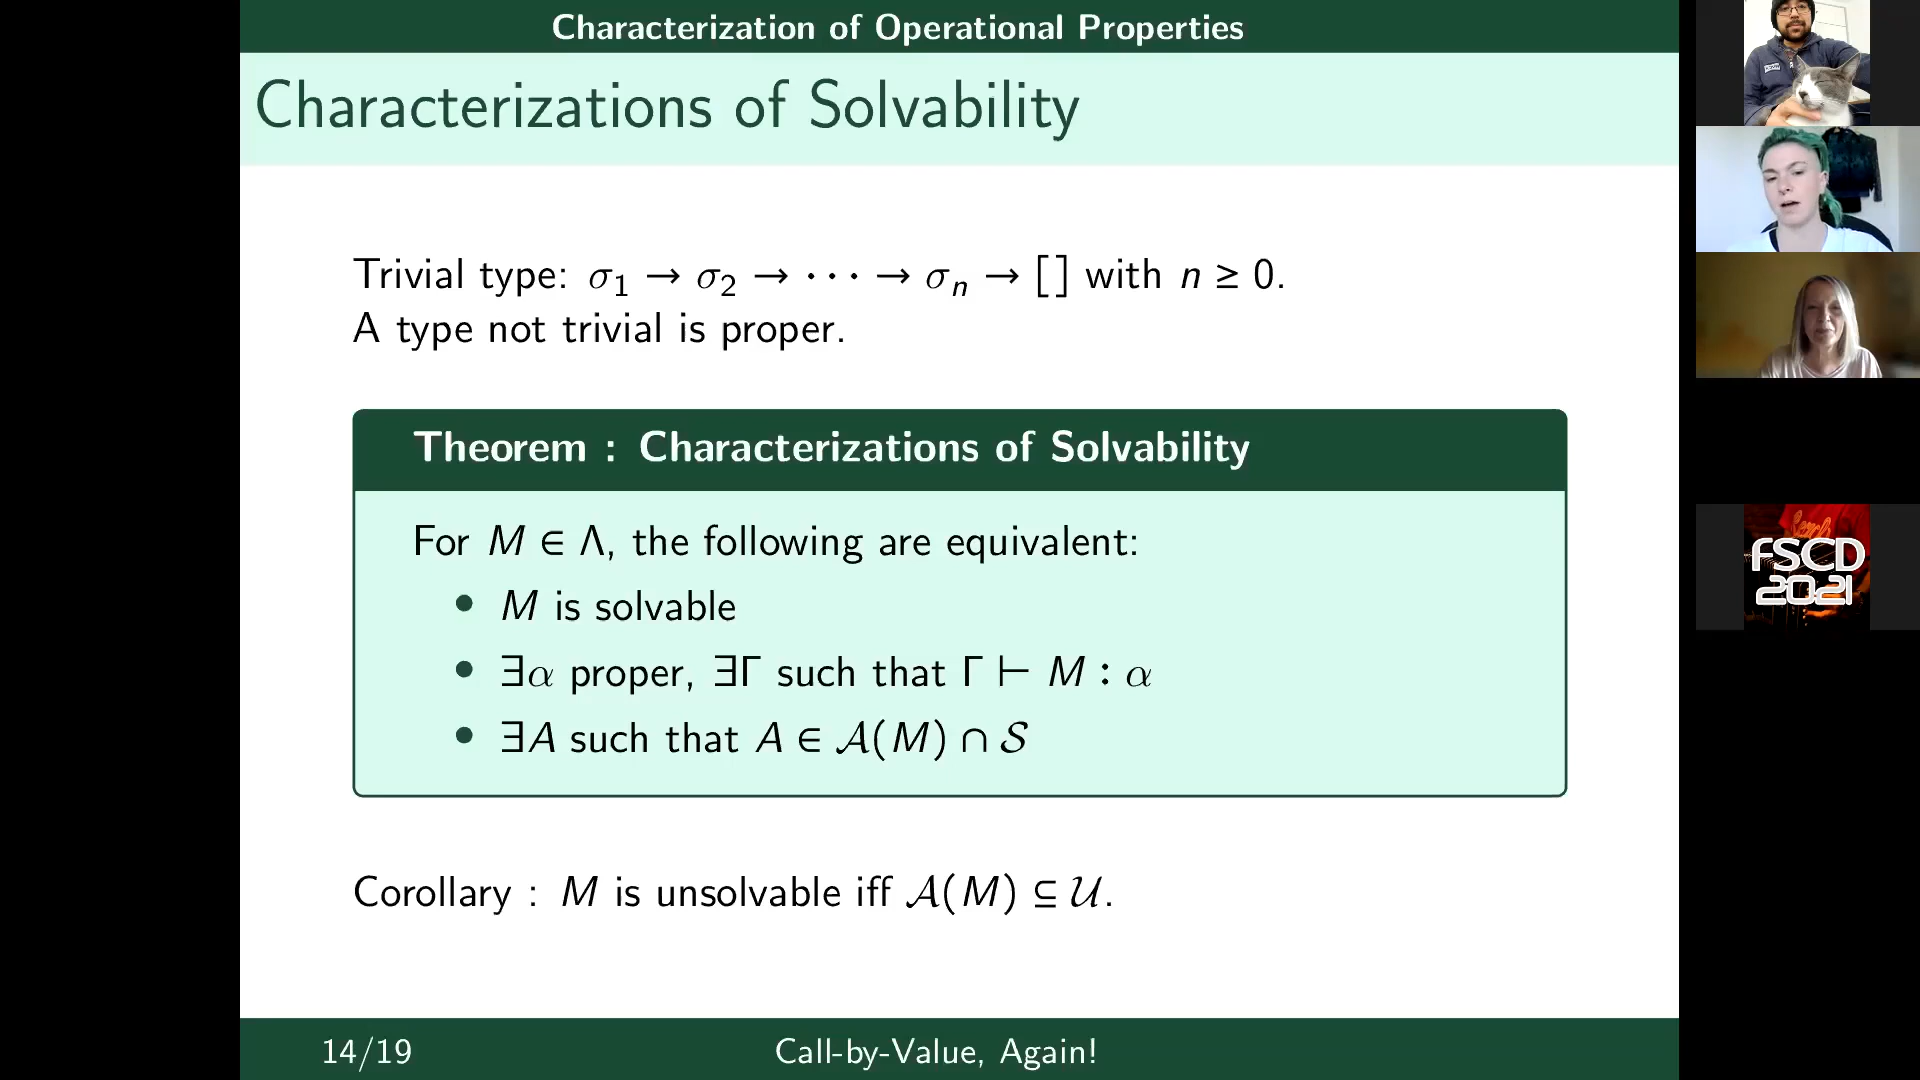 Characterization of Operational Properties
Characterizations of Solvability
Trivial type: σ₁ → σ₂ → ··· → σₙ → [] with n ≥ 0.
A type not trivial is proper.
Theorem : Characterizations of Solvability
For M ∈ Λ, the following are equivalent:
• M is solvable
• ∃α proper, ∃Γ such that Γ ⊢ M : α
• ∃A such that A ∈ 𝒜(M) ∩ 𝒮
Corollary : M is unsolvable iff 𝒜(M) ⊆ 𝒰.
14/19
Call-by-Value, Again!
FSCD
2021